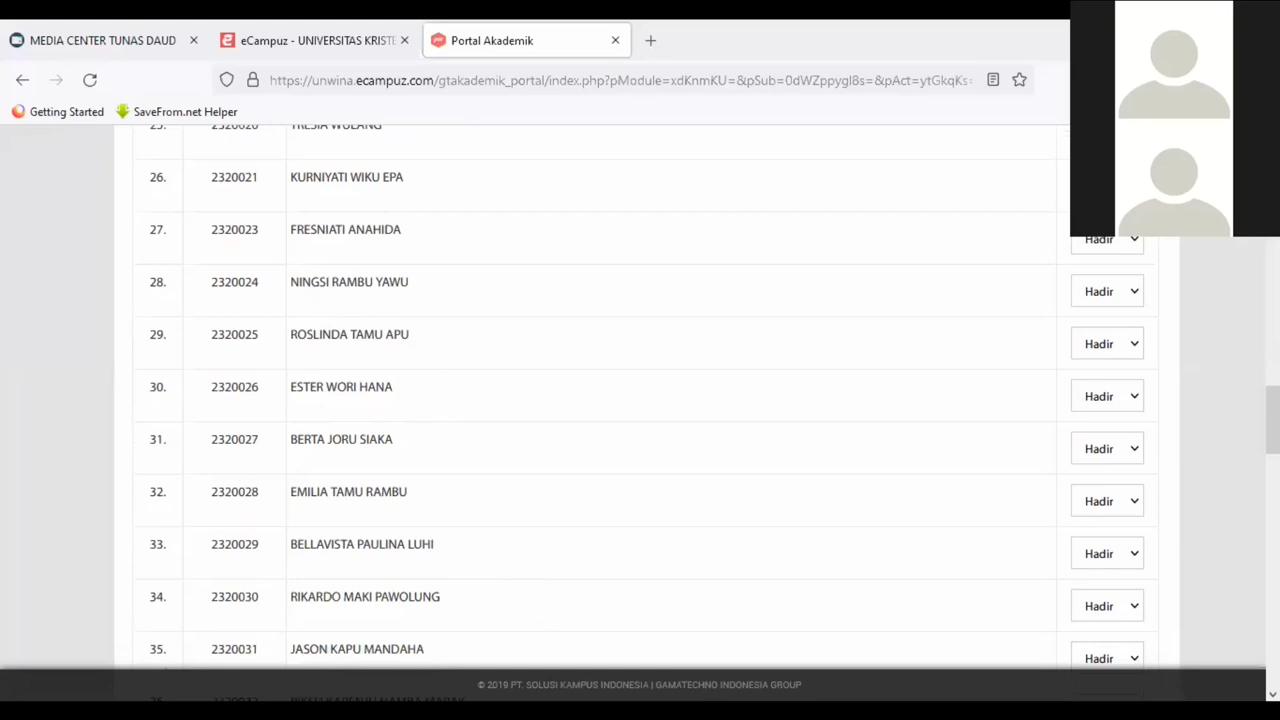 MEDIA CENTER TUNAS DAUD
eCampuz - UNIVERSITAS KRISTE
Portal Akademik
https://unwina.ecampuz.com/gtakademik_portal/index.php?pModule=xdKnmKU=&pSub=0dWZppygl8s=&pAct=ytGkqKs=
Getting Started
SaveFrom.net Helper
25. 2320020 TRESIA WULANG
26. 2320021 KURNIYATI WIKU EPA
27. 2320023 FRESNIATI ANAHIDA Hadir
28. 2320024 NINGSI RAMBU YAWU Hadir
29. 2320025 ROSLINDA TAMU APU Hadir
30. 2320026 ESTER WORI HANA Hadir
31. 2320027 BERTA JORU SIAKA Hadir
32. 2320028 EMILIA TAMU RAMBU Hadir
33. 2320029 BELLAVISTA PAULINA LUHI Hadir
34. 2320030 RIKARDO MAKI PAWOLUNG Hadir
35. 2320031 JASON KAPU MANDAHA Hadir
© 2019 PT. SOLUSI KAMPUS INDONESIA | GAMATECHNO INDONESIA GROUP